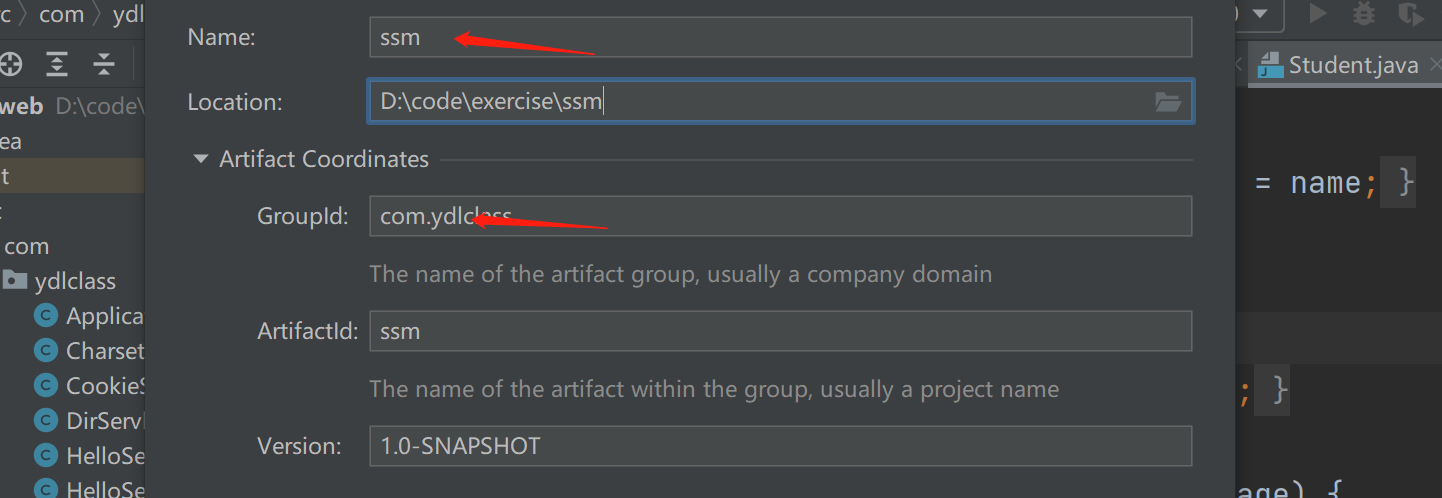 com
ydl
Name:
ssm
Location:
D:\code\exercise\ssm
Student.java
web D:\code\
Artifact Coordinates
= name; }
GroupId:
com.ydlclass
com
The name of the artifact group, usually a company domain
ydlclass
Applica
ArtifactId:
ssm
Charset
The name of the artifact within the group, usually a project name
CookieS
; }
DirServ
Version:
1.0-SNAPSHOT
HelloSe
HelloSe
age) {